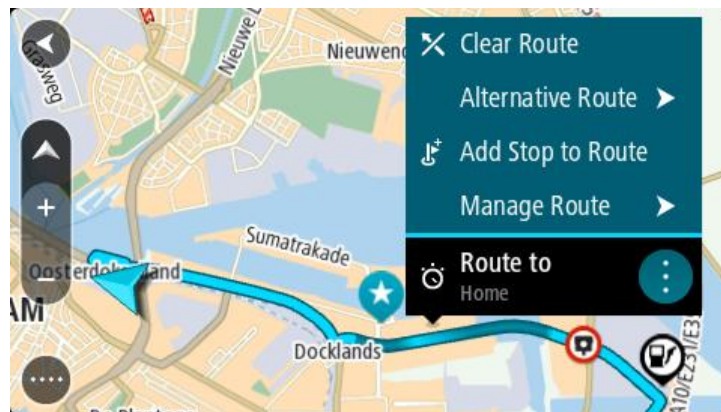 Grasweg
Nieuwe L
Nieuwend
Clear Route
Alternative Route
Add Stop to Route
Manage Route
Route to
Home
Sumatrakade
AM
Docklands
A10/E231/E3